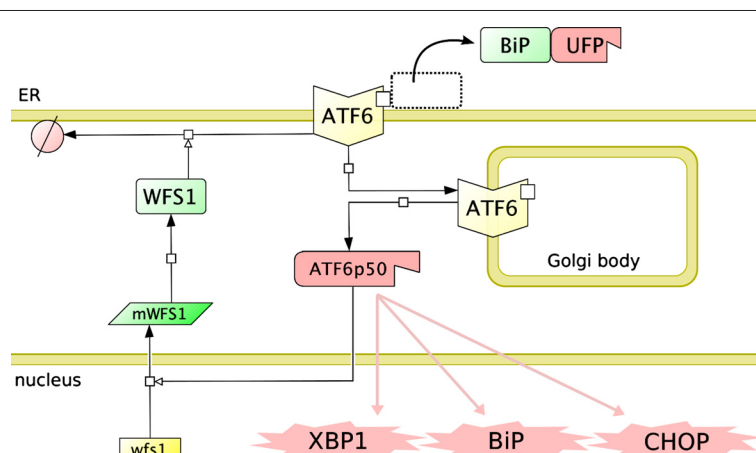 BiP UFP
ER
ATF6
WFS1
ATF6
Golgi body
ATF6p50
mWFS1
nucleus
XBP1 BiP CHOP
wfs1